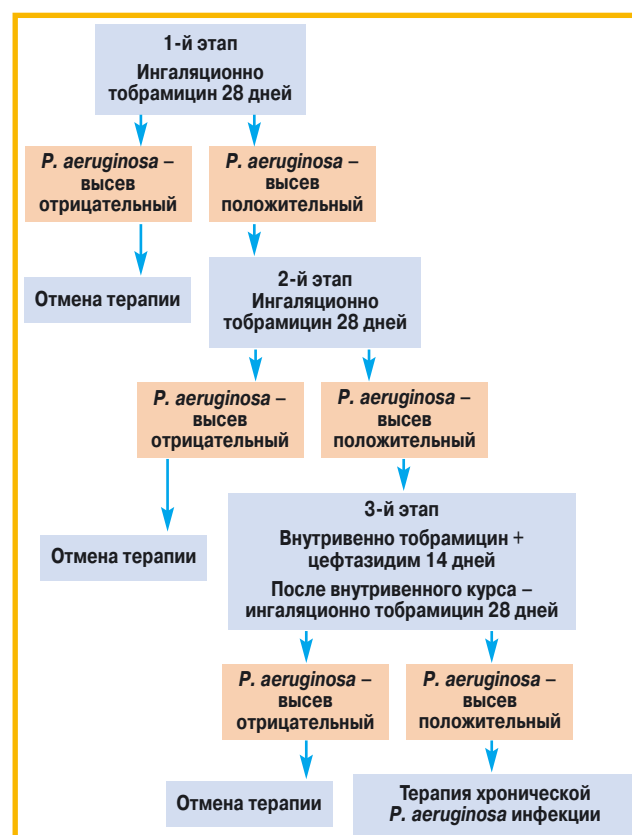 1-й этап
Ингаляционно
тобрамицин 28 дней
P. aeruginosa –
высев
отрицательный
P. aeruginosa –
высев
положительный
Отмена терапии
2-й этап
Ингаляционно
тобрамицин 28 дней
P. aeruginosa –
высев
отрицательный
P. aeruginosa –
высев
положительный
Отмена терапии
3-й этап
Внутривенно тобрамицин +
цефтазидим 14 дней
После внутривенного курса –
ингаляционно тобрамицин 28 дней
P. aeruginosa –
высев
отрицательный
P. aeruginosa –
высев
положительный
Отмена терапии
Терапия хронической
P. aeruginosa инфекции